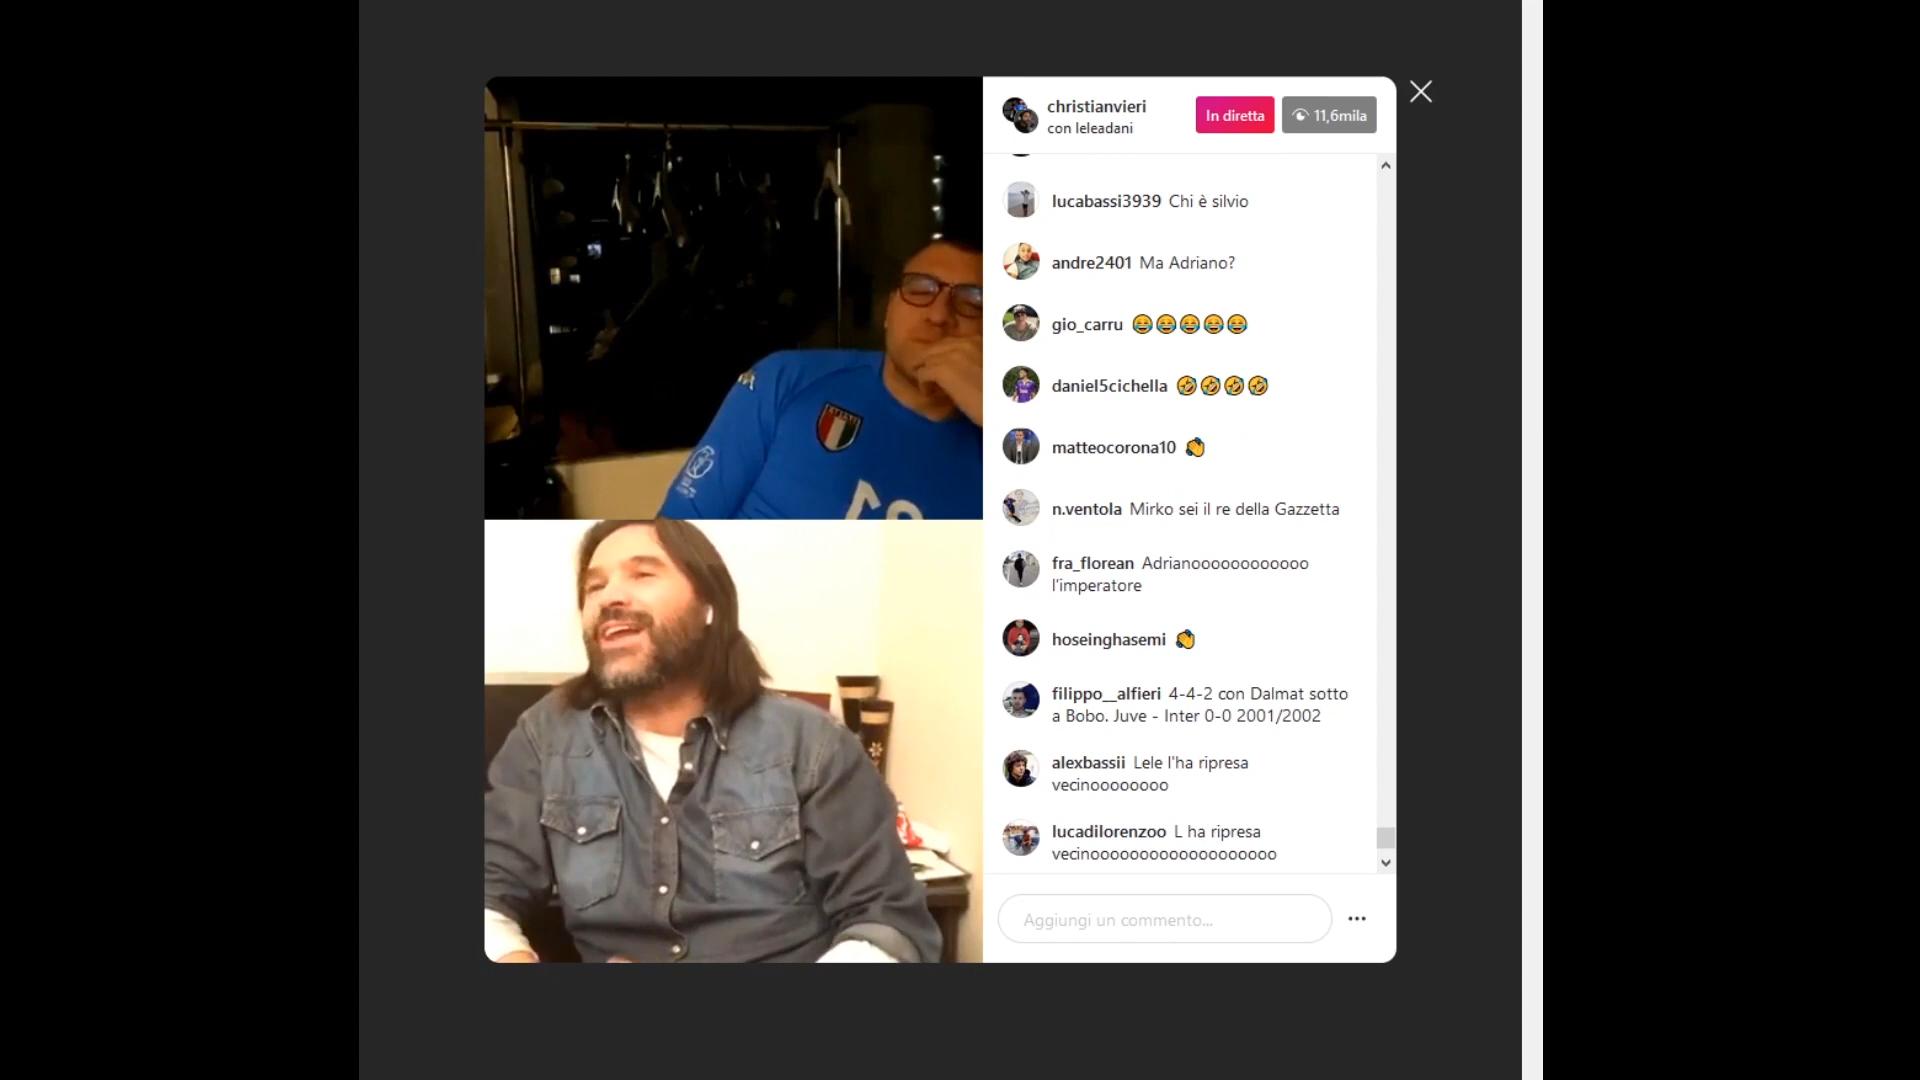 christianvieri
con leleadani
In diretta
11,6mila
lucabassi3939 Chi è silvio
andre2401 Ma Adriano?
gio_carru 😂😂😂😂😂
daniel5cichella 🤣🤣🤣🤣
matteocorona10 👏
n.ventola Mirko sei il re della Gazzetta
fra_florean Adrianoooooooooooo
l'imperatore
hoseinghasemi 👏
filippo__alfieri 4-4-2 con Dalmat sotto
a Bobo. Juve - Inter 0-0 2001/2002
alexbassii Lele l'ha ripresa
vecinoooooooo
lucadilorenzoo L ha ripresa
vecinooooooooooooooooooo
Aggiungi un commento...